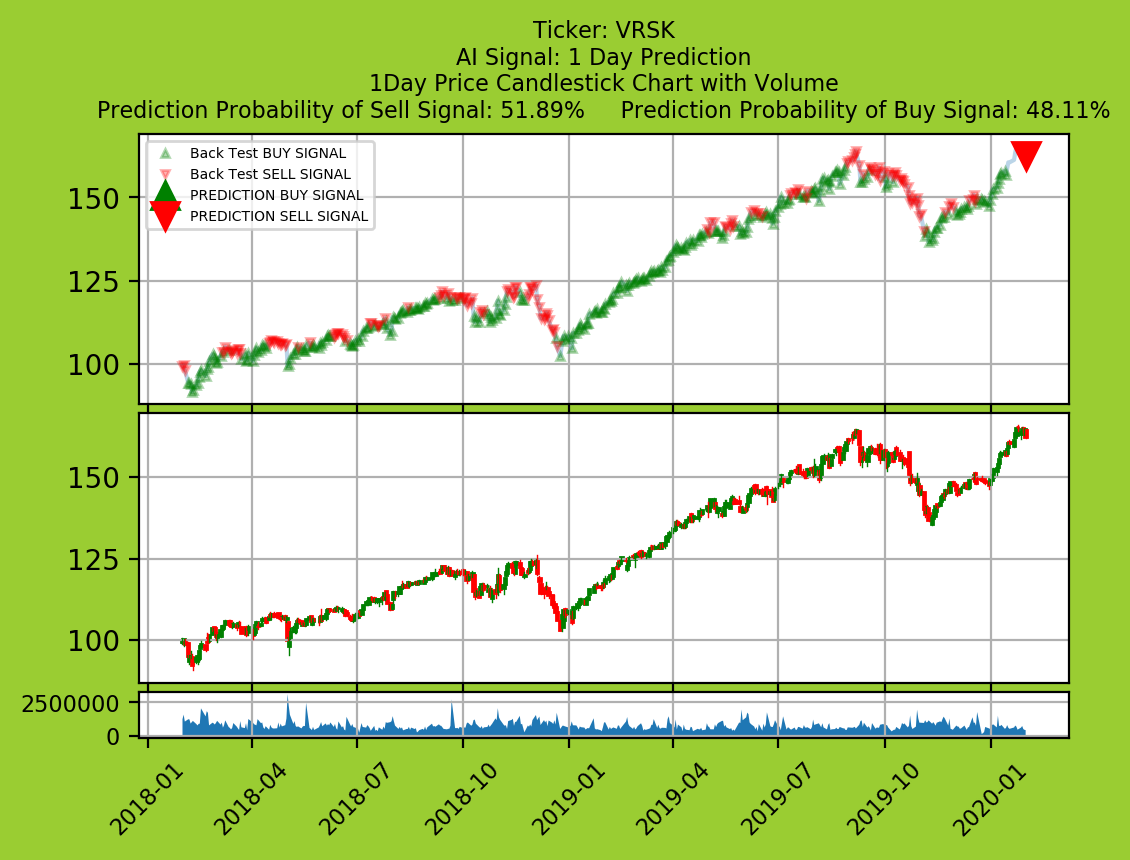 Ticker: VRSK
AI Signal: 1 Day Prediction
1Day Price Candlestick Chart with Volume
Prediction Probability of Sell Signal: 51.89%     Prediction Probability of Buy Signal: 48.11%
Back Test BUY SIGNAL
Back Test SELL SIGNAL
PREDICTION BUY SIGNAL
PREDICTION SELL SIGNAL
150
125
100
150
125
100
2500000
0
2018-01
2018-04
2018-07
2018-10
2019-01
2019-04
2019-07
2019-10
2020-01